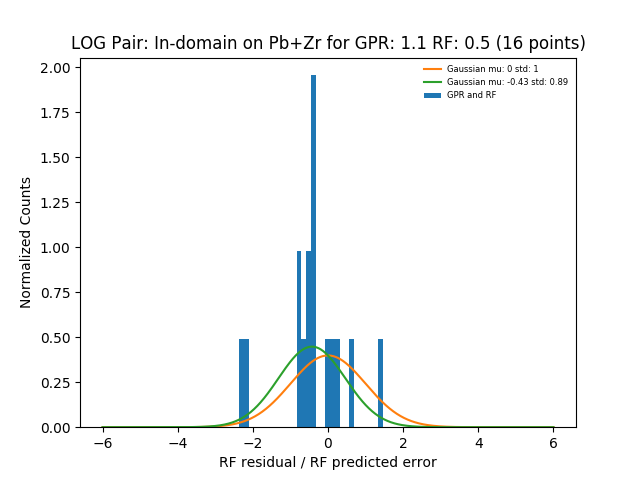 LOG Pair: In-domain on Pb+Zr for GPR: 1.1 RF: 0.5 (16 points)
Gaussian mu: 0 std: 1
Gaussian mu: -0.43 std: 0.89
GPR and RF
Normalized Counts
2.00
1.75
1.50
1.25
1.00
0.75
0.50
0.25
0.00
−6 −4 −2 0 2 4 6
RF residual / RF predicted error